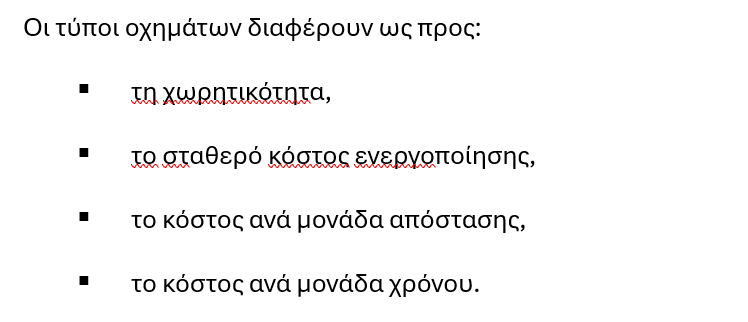 Οι τύποι οχημάτων διαφέρουν ως προς:
▪ τη χωρητικότητα,
▪ το σταθερό κόστος ενεργοποίησης,
▪ το κόστος ανά μονάδα απόστασης,
▪ το κόστος ανά μονάδα χρόνου.